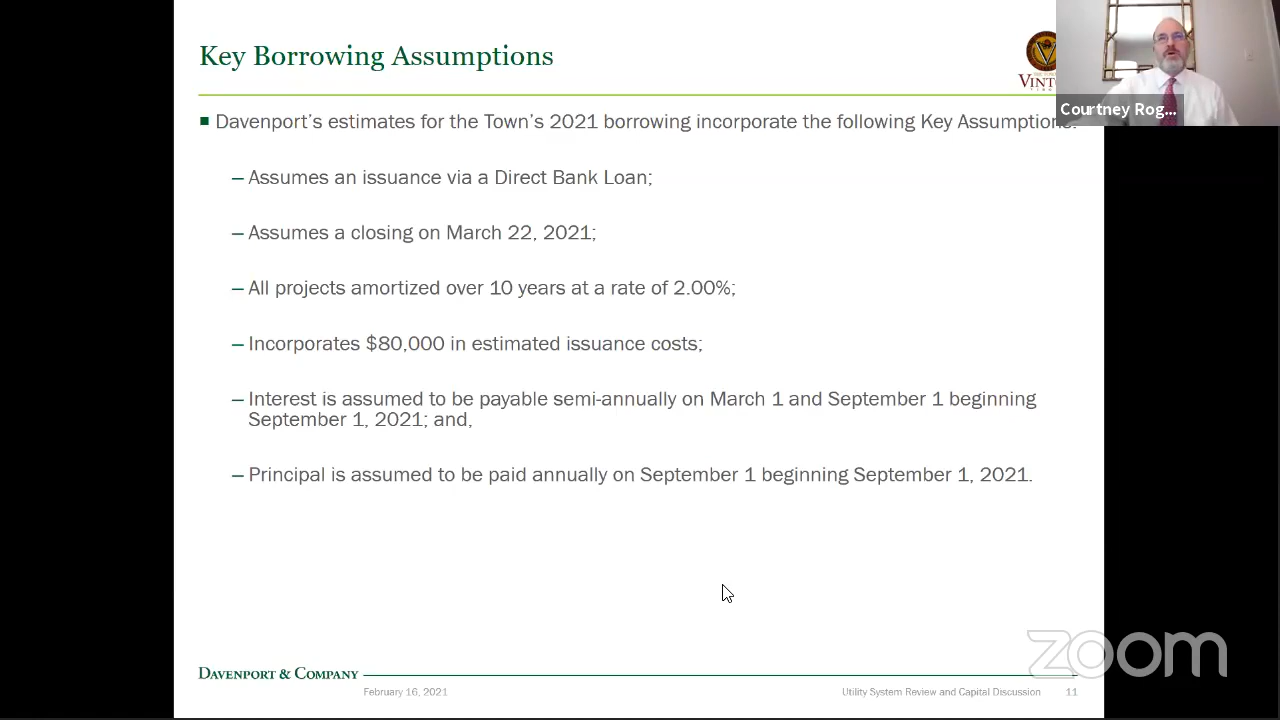 Key Borrowing Assumptions
Courtney Rog...
Davenport's estimates for the Town's 2021 borrowing incorporate the following Key Assumptions:
– Assumes an issuance via a Direct Bank Loan;
– Assumes a closing on March 22, 2021;
– All projects amortized over 10 years at a rate of 2.00%;
– Incorporates $80,000 in estimated issuance costs;
– Interest is assumed to be payable semi-annually on March 1 and September 1 beginning
September 1, 2021; and,
– Principal is assumed to be paid annually on September 1 beginning September 1, 2021.
zoom
DAVENPORT & COMPANY
February 16, 2021
Utility System Review and Capital Discussion 11